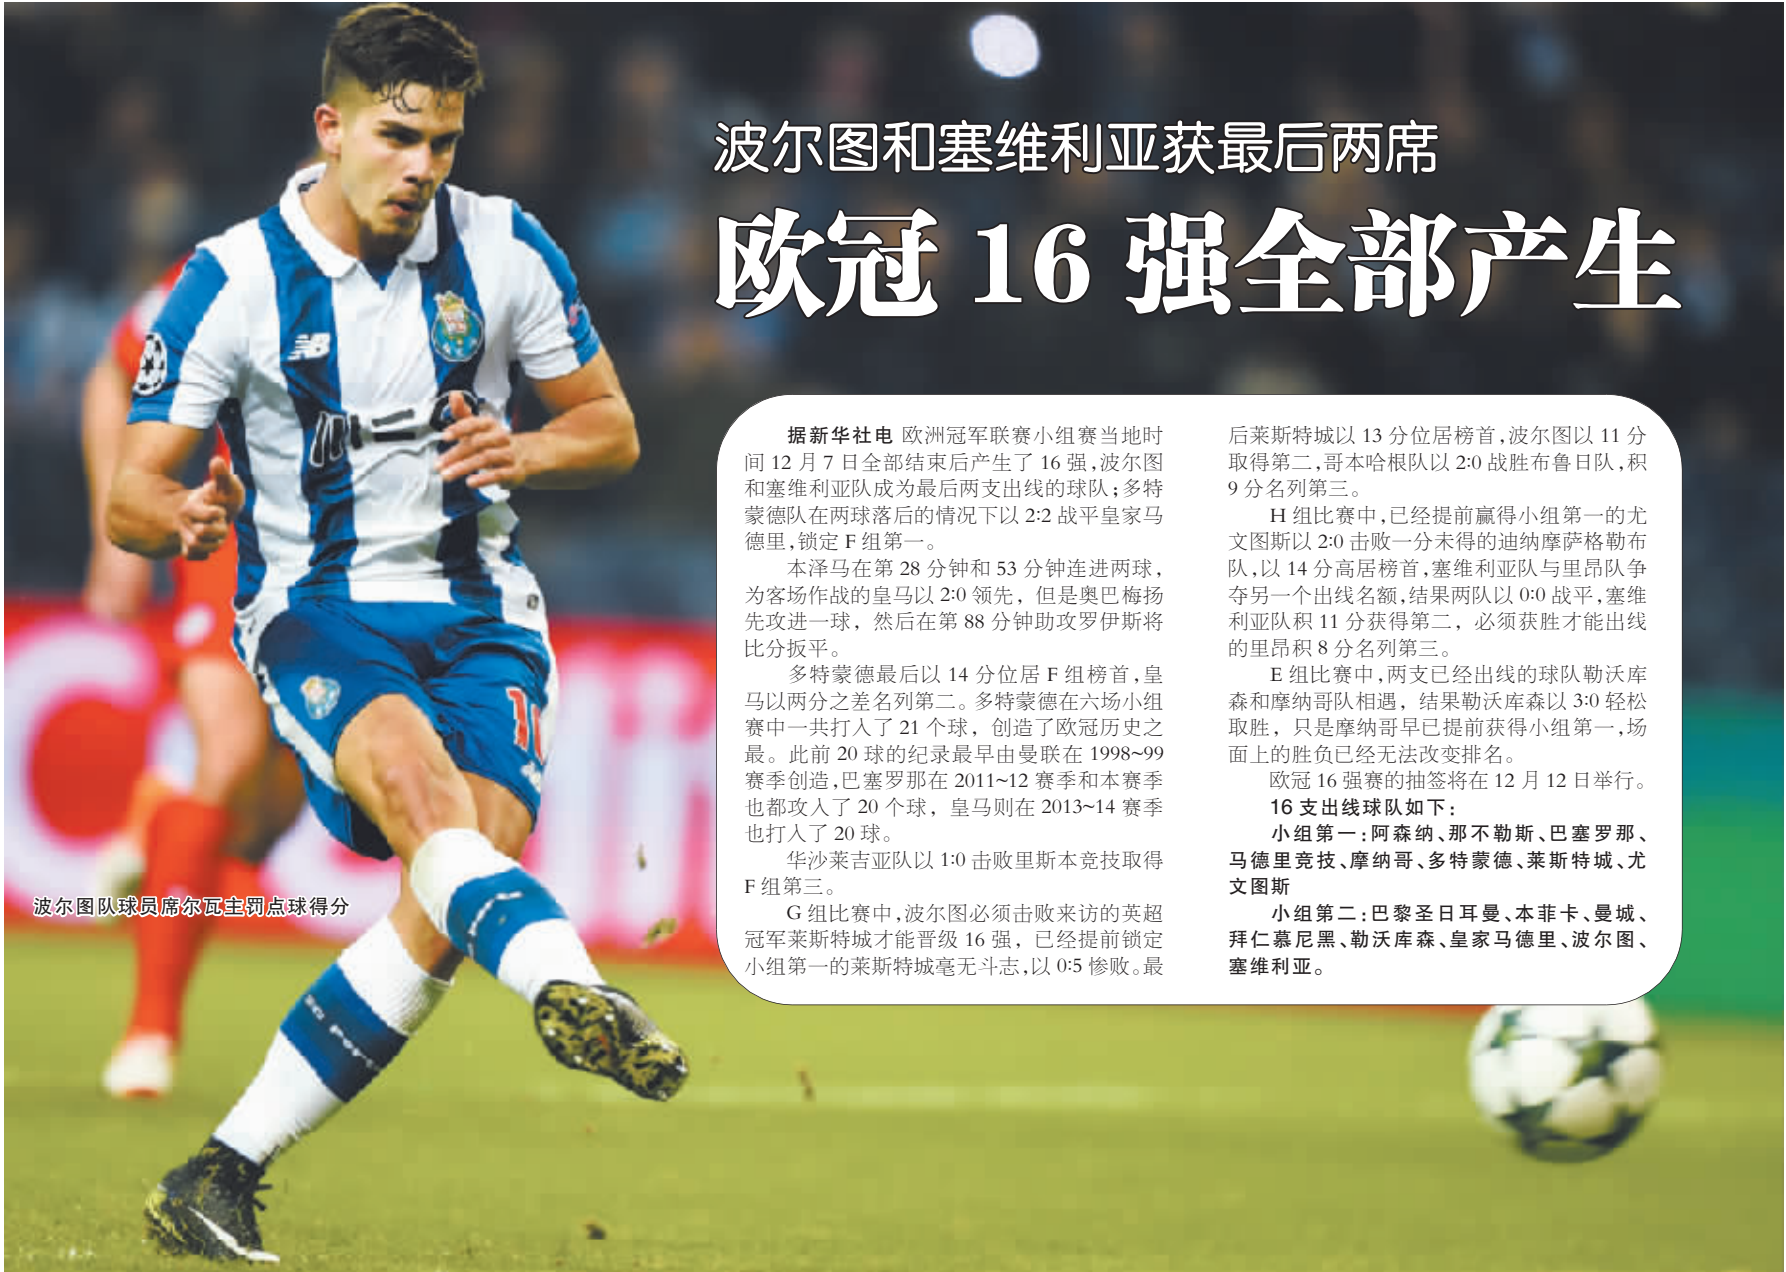 波尔图和塞维利亚获最后两席
欧冠 16 强全部产生
据新华社电 欧洲冠军联赛小组赛当地时
间 12 月 7 日全部结束后产生了 16 强,波尔图
和塞维利亚队成为最后两支出线的球队;多特
蒙德队在两球落后的情况下以 2:2 战平皇家马
德里,锁定 F 组第一。
本泽马在第 28 分钟和 53 分钟连进两球,
为客场作战的皇马以 2:0 领先，但是奥巴梅扬
先攻进一球，然后在第 88 分钟助攻罗伊斯将
比分扳平。
多特蒙德最后以 14 分位居 F 组榜首,皇
马以两分之差名列第二。多特蒙德在六场小组
赛中一共打入了 21 个球，创造了欧冠历史之
最。此前 20 球的纪录最早由曼联在 1998~99
赛季创造,巴塞罗那在 2011~12 赛季和本赛季
也都攻入了 20 个球，皇马则在 2013~14 赛季
也打入了 20 球。
华沙莱吉亚队以 1:0 击败里斯本竞技取得
F 组第三。
G 组比赛中,波尔图必须击败来访的英超
冠军莱斯特城才能晋级 16 强，已经提前锁定
小组第一的莱斯特城毫无斗志,以 0:5 惨败。最
后莱斯特城以 13 分位居榜首,波尔图以 11 分
取得第二,哥本哈根队以 2:0 战胜布鲁日队,积
9 分名列第三。
H 组比赛中,已经提前赢得小组第一的尤
文图斯以 2:0 击败一分未得的迪纳摩萨格勒布
队,以 14 分高居榜首,塞维利亚队与里昂队争
夺另一个出线名额,结果两队以 0:0 战平,塞维
利亚队积 11 分获得第二，必须获胜才能出线
的里昂积 8 分名列第三。
E 组比赛中,两支已经出线的球队勒沃库
森和摩纳哥队相遇，结果勒沃库森以 3:0 轻松
取胜，只是摩纳哥早已提前获得小组第一,场
面上的胜负已经无法改变排名。
欧冠 16 强赛的抽签将在 12 月 12 日举行。
16 支出线球队如下:
小组第一:阿森纳、那不勒斯、巴塞罗那、
马德里竞技、摩纳哥、多特蒙德、莱斯特城、尤
文图斯
小组第二:巴黎圣日耳曼、本菲卡、曼城、
拜仁慕尼黑、勒沃库森、皇家马德里、波尔图、
塞维利亚。
波尔图队球员席尔瓦主罚点球得分
NB
10